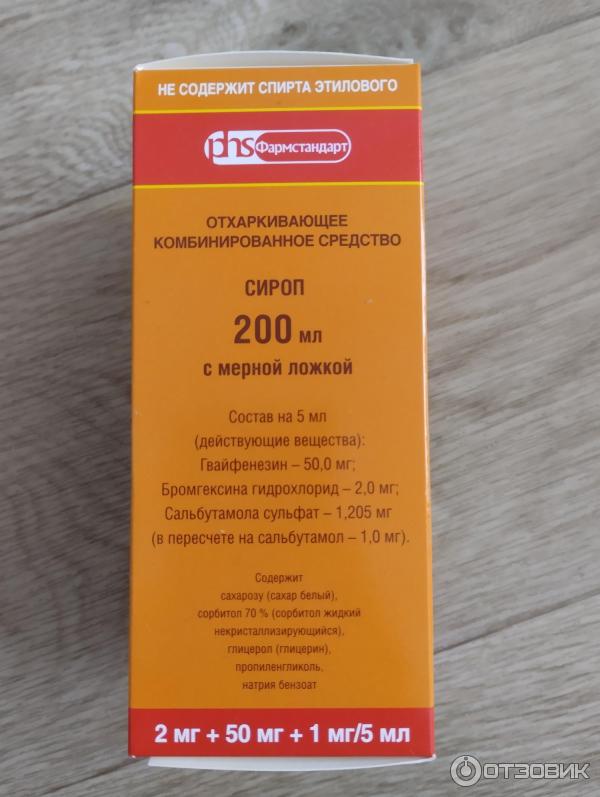 НЕ СОДЕРЖИТ СПИРТА ЭТИЛОВОГО
phs Фармстандарт
ОТХАРКИВАЮЩЕЕ
КОМБИНИРОВАННОЕ СРЕДСТВО
СИРОП
200 мл
с мерной ложкой
Состав на 5 мл
(действующие вещества):
Гвайфенезин – 50,0 мг;
Бромгексина гидрохлорид – 2,0 мг;
Сальбутамола сульфат – 1,205 мг
(в пересчете на сальбутамол – 1,0 мг).
Содержит
сахарозу (сахар белый),
сорбитол 70 % (сорбитол жидкий
некристаллизирующийся),
глицерол (глицерин),
пропиленгликоль,
натрия бензоат
2 мг + 50 мг + 1 мг/5 мл
ОТЗОВИК